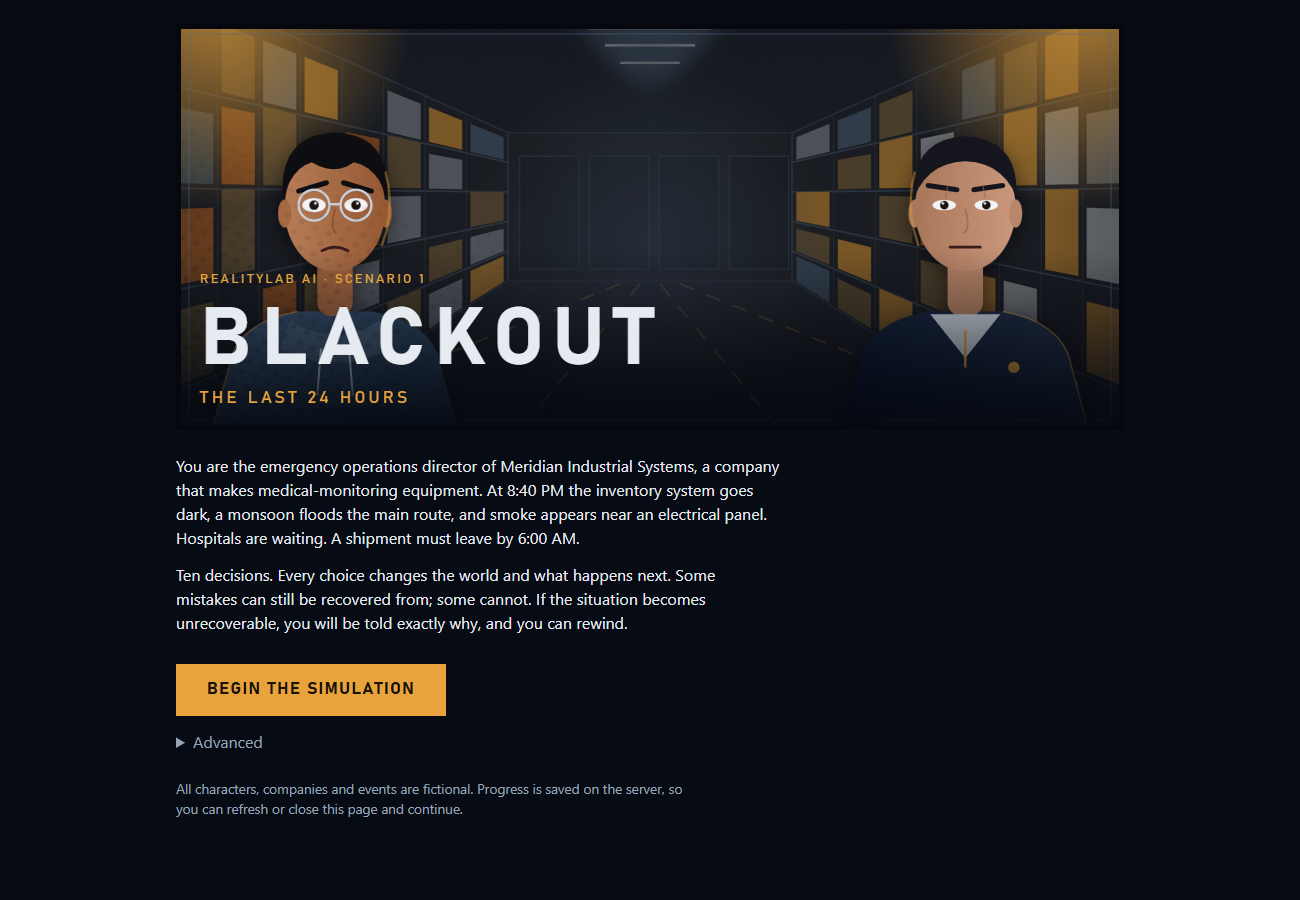 REALITYLAB AI · SCENARIO 1
BLACKOUT
THE LAST 24 HOURS
You are the emergency operations director of Meridian Industrial Systems, a company
that makes medical-monitoring equipment. At 8:40 PM the inventory system goes
dark, a monsoon floods the main route, and smoke appears near an electrical panel.
Hospitals are waiting. A shipment must leave by 6:00 AM.
Ten decisions. Every choice changes the world and what happens next. Some
mistakes can still be recovered from; some cannot. If the situation becomes
unrecoverable, you will be told exactly why, and you can rewind.
BEGIN THE SIMULATION
Advanced
All characters, companies and events are fictional. Progress is saved on the server, so
you can refresh or close this page and continue.